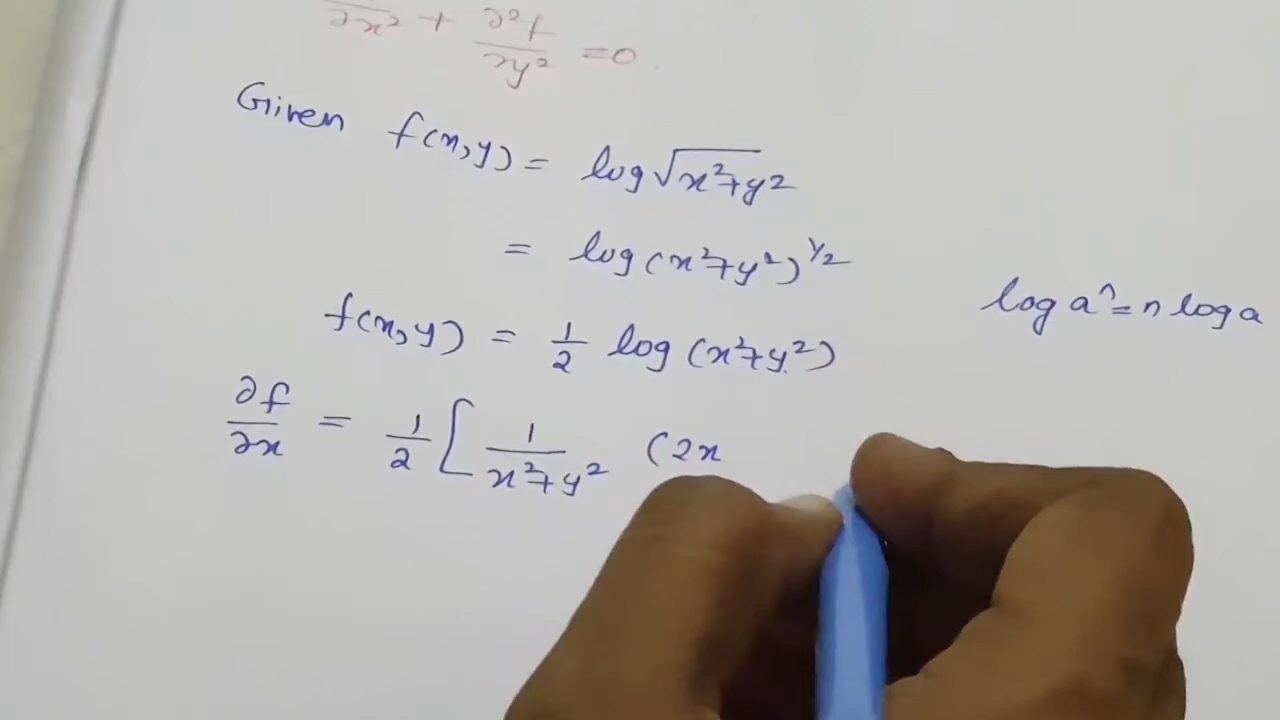 ∂x² + ∂²f/∂y² = 0.
Given f(x,y) = log√x²+y²
= log(x²+y²)^1/2
log aⁿ = n log a
f(x,y) = 1/2 log(x²+y²)
∂f/∂x = 1/2 [ 1/x²+y² (2x